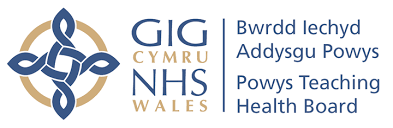 GIG
CYMRU
NHS
WALES
Bwrdd Iechyd
Addysgu Powys
Powys Teaching
Health Board